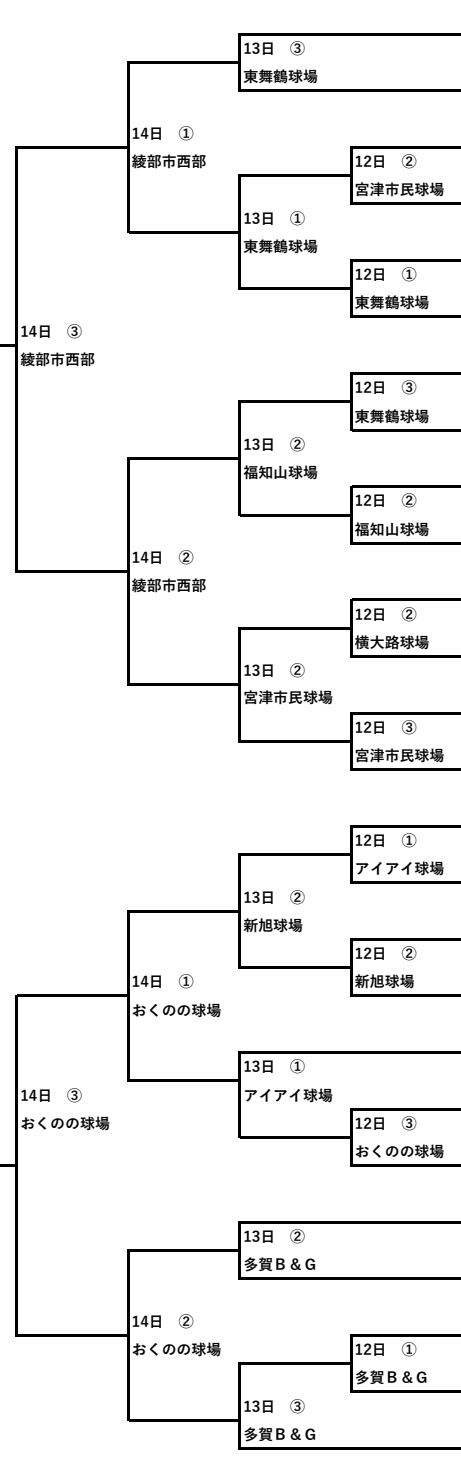 13日　③
東舞鶴球場
14日　①
綾部市西部
12日　②
宮津市民球場
13日　①
東舞鶴球場
12日　①
東舞鶴球場
14日　③
綾部市西部
12日　③
東舞鶴球場
13日　②
福知山球場
12日　②
福知山球場
14日　②
綾部市西部
12日　②
横大路球場
13日　②
宮津市民球場
12日　③
宮津市民球場
12日　①
アイアイ球場
13日　②
新旭球場
12日　②
新旭球場
14日　①
おくのの球場
13日　①
アイアイ球場
14日　③
おくのの球場
12日　③
おくのの球場
13日　②
多賀Ｂ＆Ｇ
14日　②
おくのの球場
12日　①
多賀Ｂ＆Ｇ
13日　③
多賀Ｂ＆Ｇ